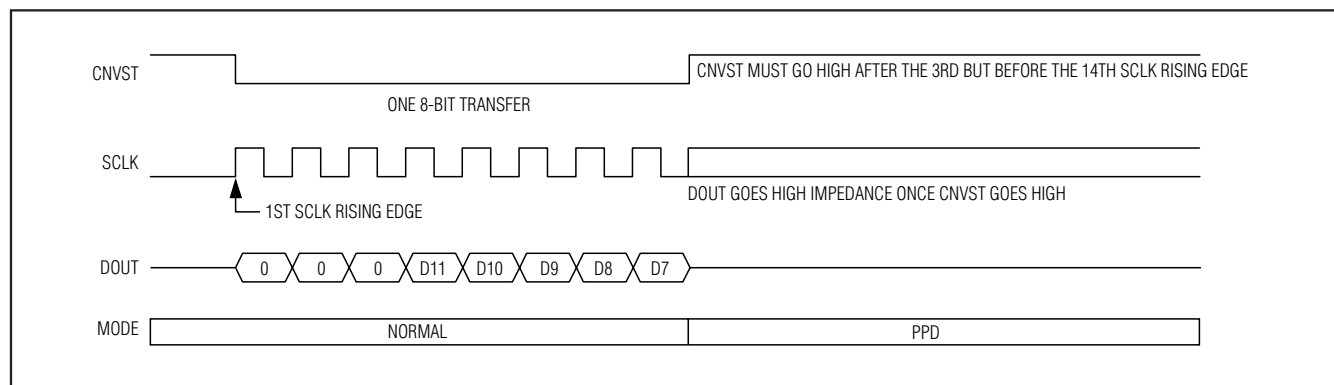 CNVST
CNVST MUST GO HIGH AFTER THE 3RD BUT BEFORE THE 14TH SCLK RISING EDGE
ONE 8-BIT TRANSFER
SCLK
DOUT GOES HIGH IMPEDANCE ONCE CNVST GOES HIGH
1ST SCLK RISING EDGE
DOUT 0 0 0 D11 D10 D9 D8 D7
MODE NORMAL PPD